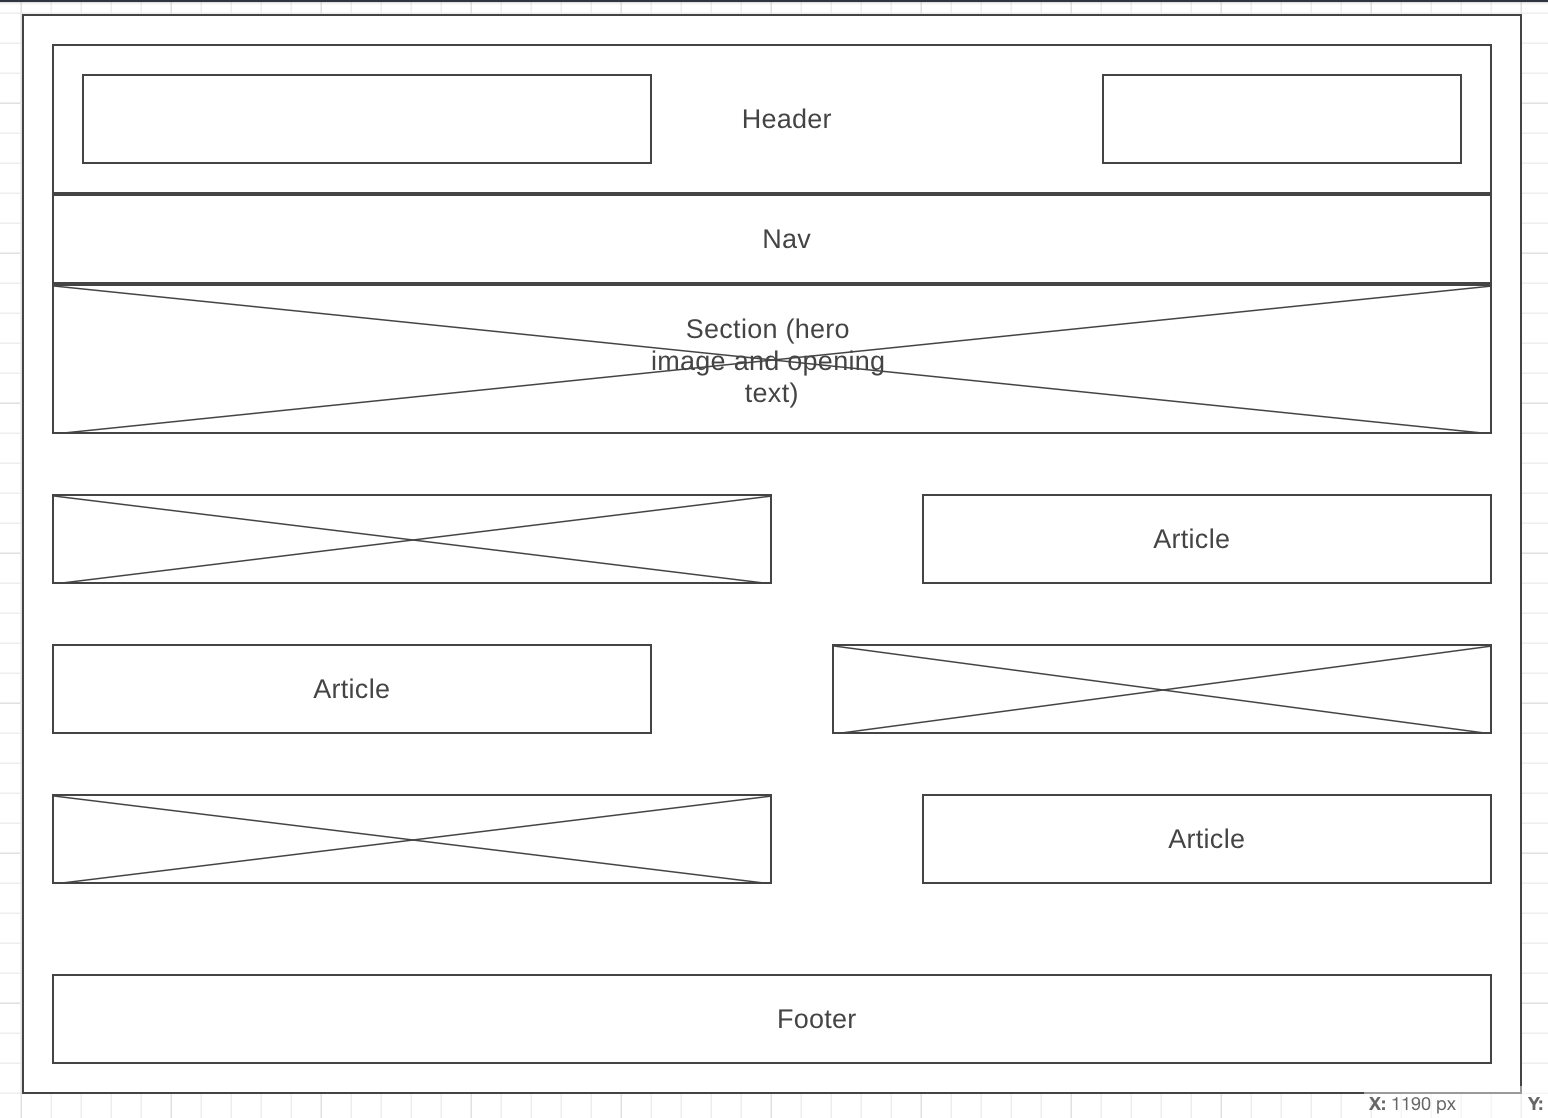 Header
Nav
Section (hero
image and opening
text)
Article
Article
Article
Footer
X: 1190 px
Y: